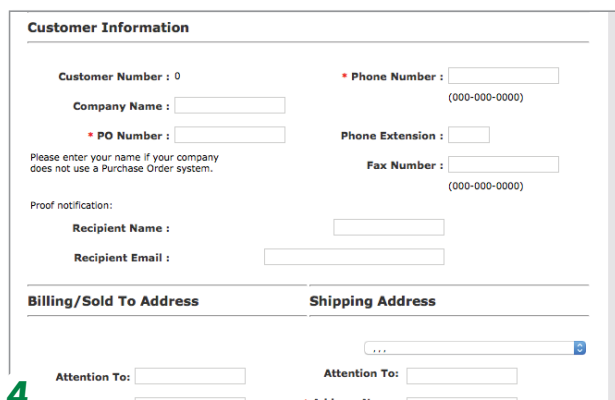 Customer Information
Customer Number : 0
* Phone Number :
(000-000-0000)
Company Name :
* PO Number :
Phone Extension :
Please enter your name if your company
does not use a Purchase Order system.
Fax Number :
(000-000-0000)
Proof notification:
Recipient Name :
Recipient Email :
Billing/Sold To Address
Shipping Address
...
Attention To:
Attention To:
4